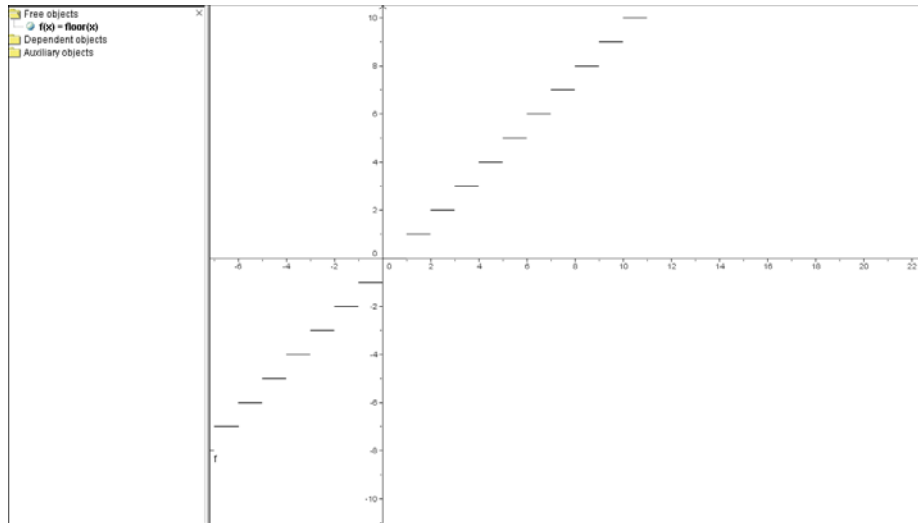 Free objects
f(x) = floor(x)
Dependent objects
Auxiliary objects
10
8
6
4
2
0
-6 -4 -2 0 2 4 6 8 10 12 14 16 18 20 22
-2
-4
-6
-8
f
-10